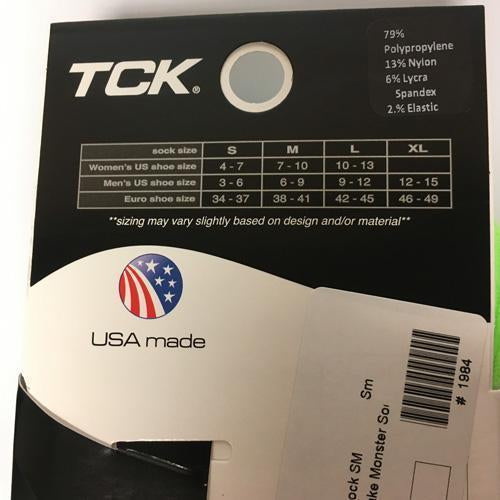 79%
Polypropylene
13% Nylon
6% Lycra
Spandex
2.% Elastic
TCK®
sock size S M L XL
Women's US shoe size 4 - 7 7 - 10 10 - 13
Men's US shoe size 3 - 6 6 - 9 9 - 12 12 - 15
Euro shoe size 34 - 37 38 - 41 42 - 45 46 - 49
**sizing may vary slightly based on design and/or material**
USA made
Sm
ock SM
Monster
# 1984